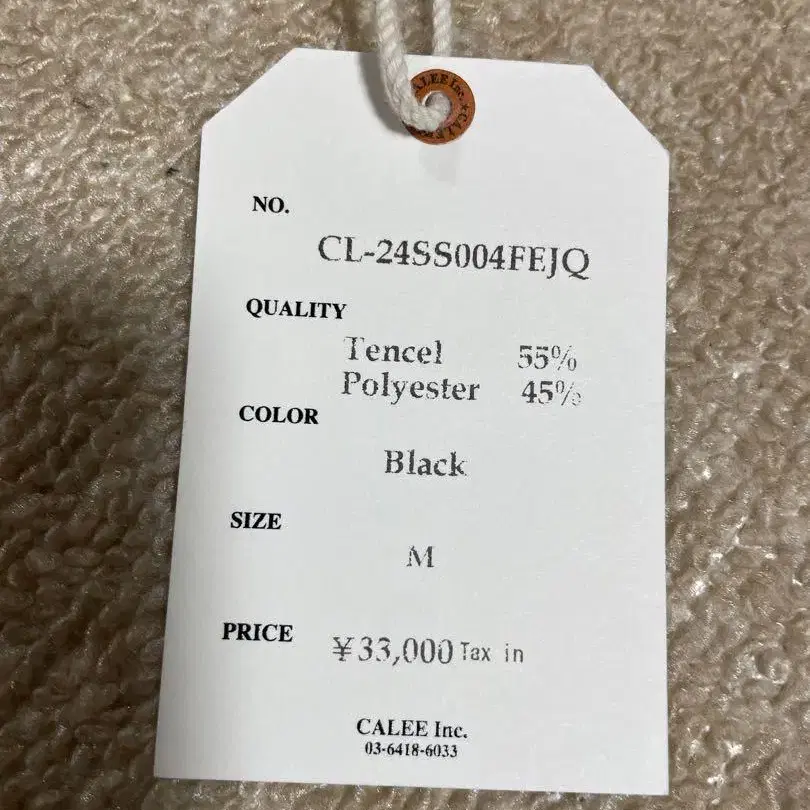 CALEE Inc. ★ CALEE
NO.
CL-24SS004FEJQ
QUALITY
Tencel 55%
Polyester 45%
COLOR
Black
SIZE
M
PRICE
¥33,000 Tax in
CALEE Inc.
03-6418-6033